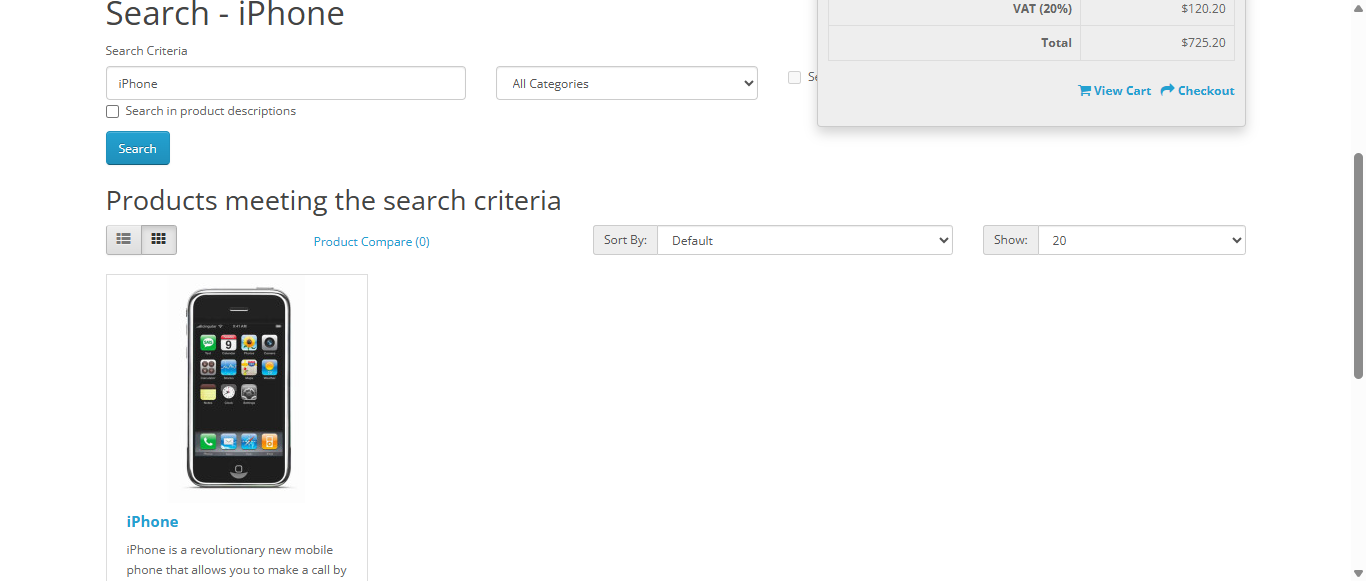 Search - iPhone
VAT (20%) $120.20
Total $725.20
Search Criteria
iPhone
All Categories
View Cart Checkout
Search in product descriptions
Search
Products meeting the search criteria
Product Compare (0)
Sort By: Default
Show: 20
iPhone
iPhone is a revolutionary new mobile
phone that allows you to make a call by